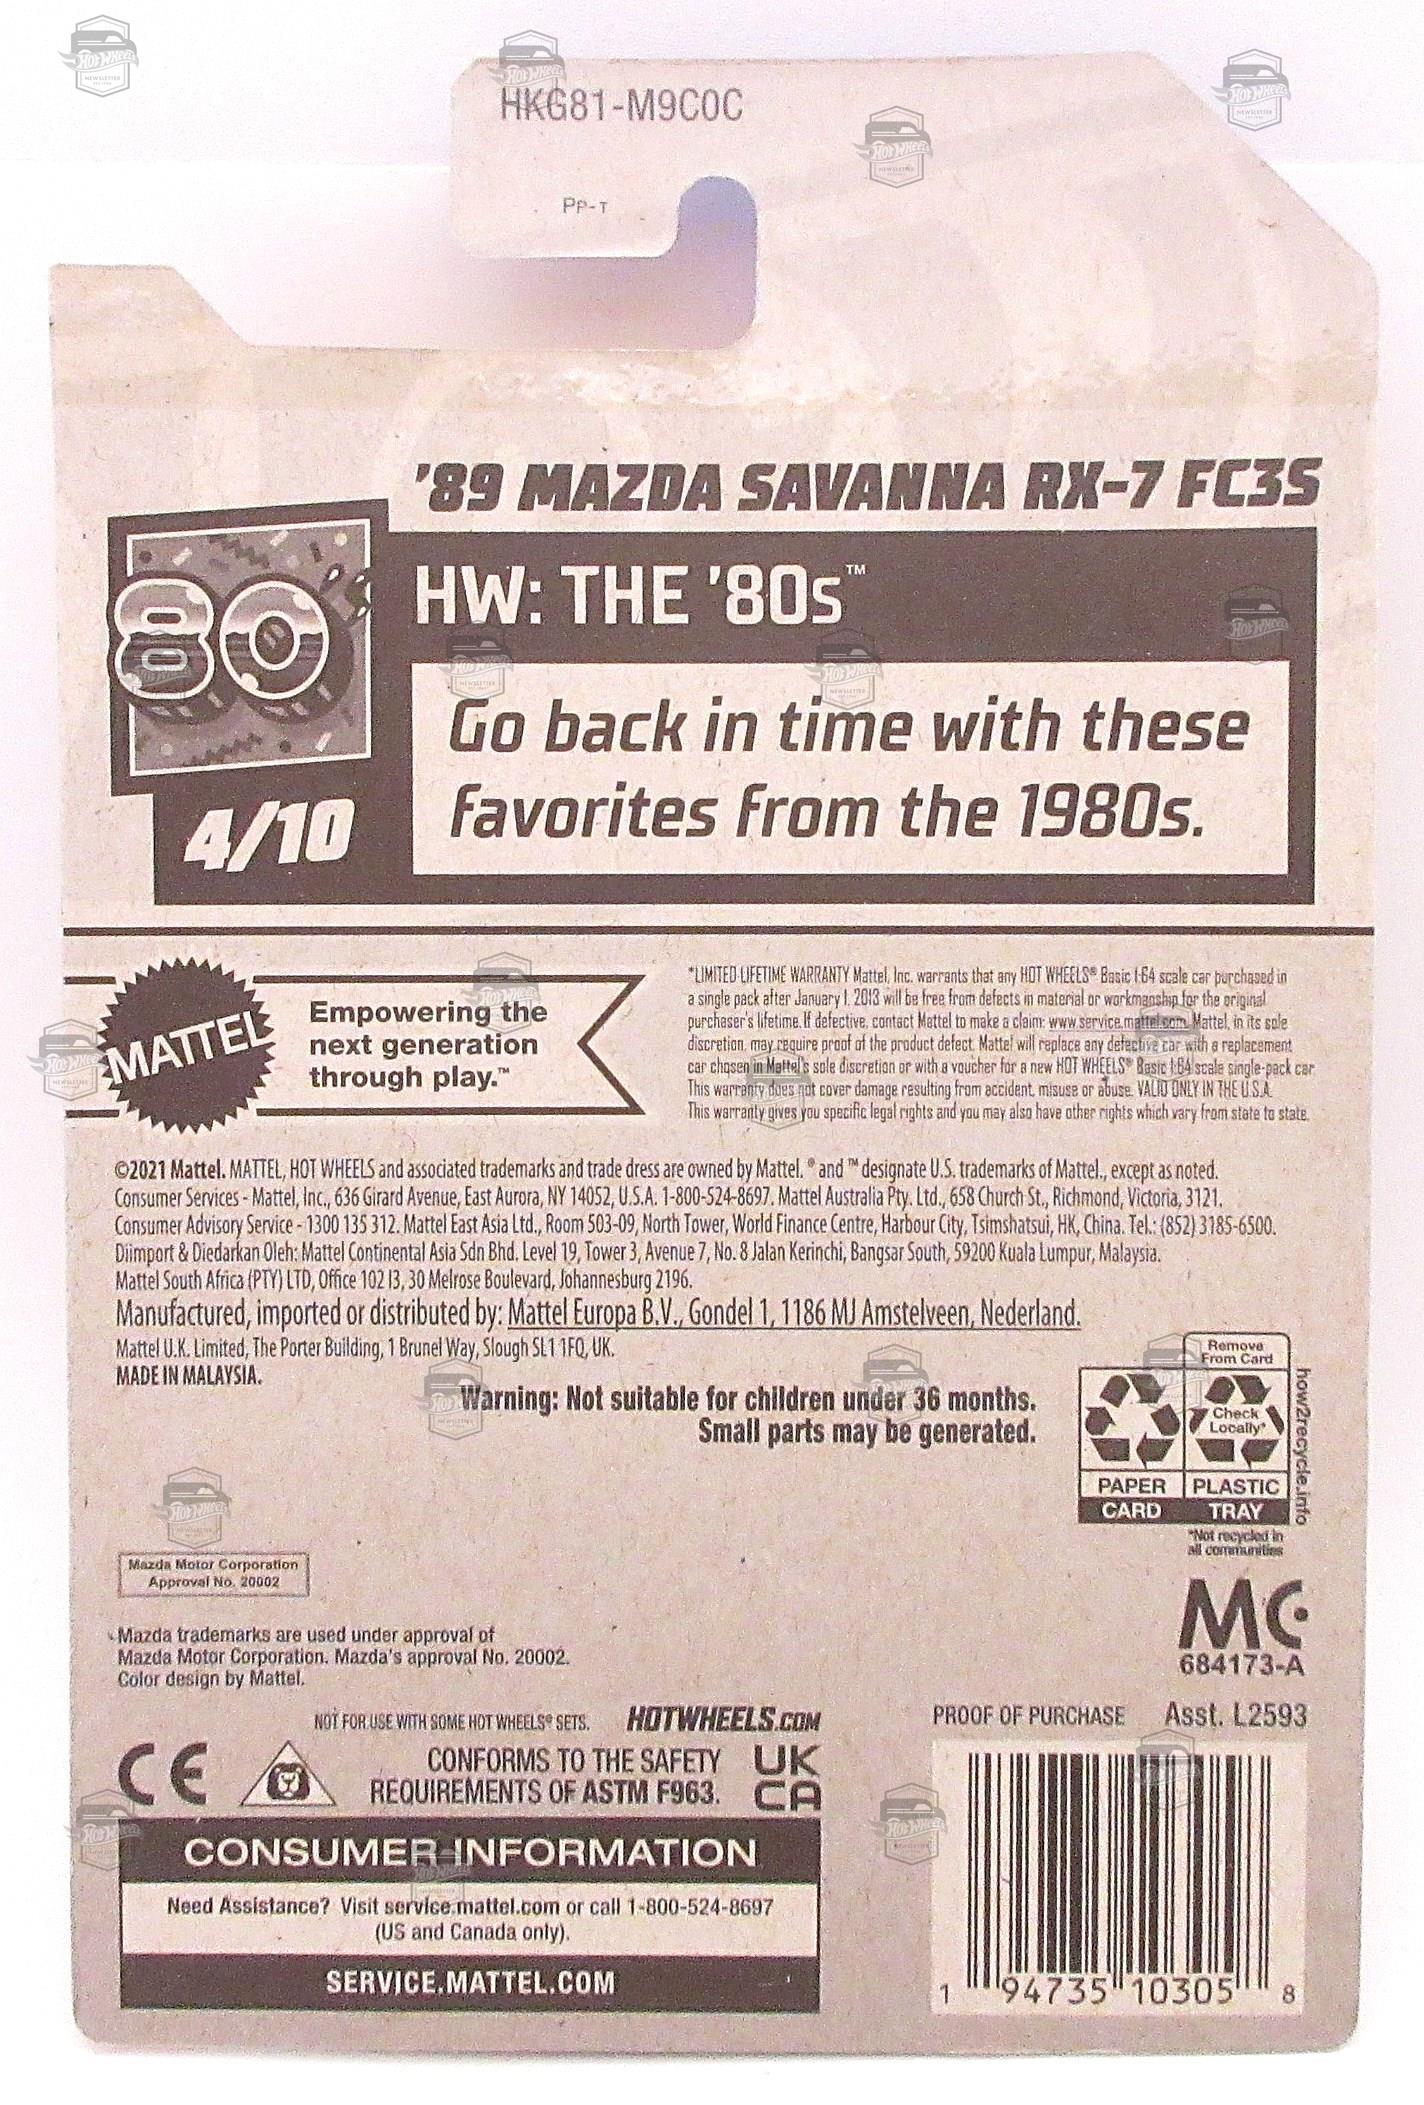 HKG81-M9C0C
PP-T
'89 MAZDA SAVANNA RX-7 FC3S
80's
HW: THE '80s™
Go back in time with these
favorites from the 1980s.
4/10
MATTEL
Empowering the
next generation
through play.™
*LIMITED LIFETIME WARRANTY Mattel, Inc. warrants that any HOT WHEELS® Basic 1:64 scale car purchased in
a single pack after January 1, 2013 will be free from defects in material or workmanship for the original
purchaser's lifetime. If defective, contact Mattel to make a claim: www.service.mattel.com. Mattel, in its sole
discretion, may require proof of the product defect. Mattel will replace any defective car with a replacement
car chosen in Mattel's sole discretion or with a voucher for a new HOT WHEELS® Basic 1:64 scale single-pack car
This warranty does not cover damage resulting from accident, misuse or abuse. VALID ONLY IN THE U.S.A.
This warranty gives you specific legal rights and you may also have other rights which vary from state to state.
©2021 Mattel. MATTEL, HOT WHEELS and associated trademarks and trade dress are owned by Mattel. ® and ™ designate U.S. trademarks of Mattel., except as noted.
Consumer Services - Mattel, Inc., 636 Girard Avenue, East Aurora, NY 14052, U.S.A. 1-800-524-8697. Mattel Australia Pty. Ltd., 658 Church St., Richmond, Victoria, 3121.
Consumer Advisory Service - 1300 135 312. Mattel East Asia Ltd., Room 503-09, North Tower, World Finance Centre, Harbour City, Tsimshatsui, HK, China. Tel.: (852) 3185-6500.
Diimport & Diedarkan Oleh: Mattel Continental Asia Sdn Bhd. Level 19, Tower 3, Avenue 7, No. 8 Jalan Kerinchi, Bangsar South, 59200 Kuala Lumpur, Malaysia.
Mattel South Africa (PTY) LTD, Office 102 I3, 30 Melrose Boulevard, Johannesburg 2196.
Manufactured, imported or distributed by: Mattel Europa B.V., Gondel 1, 1186 MJ Amstelveen, Nederland.
Mattel U.K. Limited, The Porter Building, 1 Brunel Way, Slough SL1 1FQ, UK.
MADE IN MALAYSIA.
Warning: Not suitable for children under 36 months.
Small parts may be generated.
Remove
From Card
Check
Locally*
PAPER
CARD
PLASTIC
TRAY
how2recycle.info
*Not recycled in
all communities
Mazda Motor Corporation
Approval No. 20002
MC
684173-A
Mazda trademarks are used under approval of
Mazda Motor Corporation. Mazda's approval No. 20002.
Color design by Mattel.
NOT FOR USE WITH SOME HOT WHEELS® SETS.
HOTWHEELS.COM
PROOF OF PURCHASE
Asst. L2593
CE
CONFORMS TO THE SAFETY
REQUIREMENTS OF ASTM F963.
UK
CA
CONSUMER INFORMATION
Need Assistance? Visit service.mattel.com or call 1-800-524-8697
(US and Canada only).
SERVICE.MATTEL.COM
1 94735 10305 8
Hot Wheels
NEWSLETTER